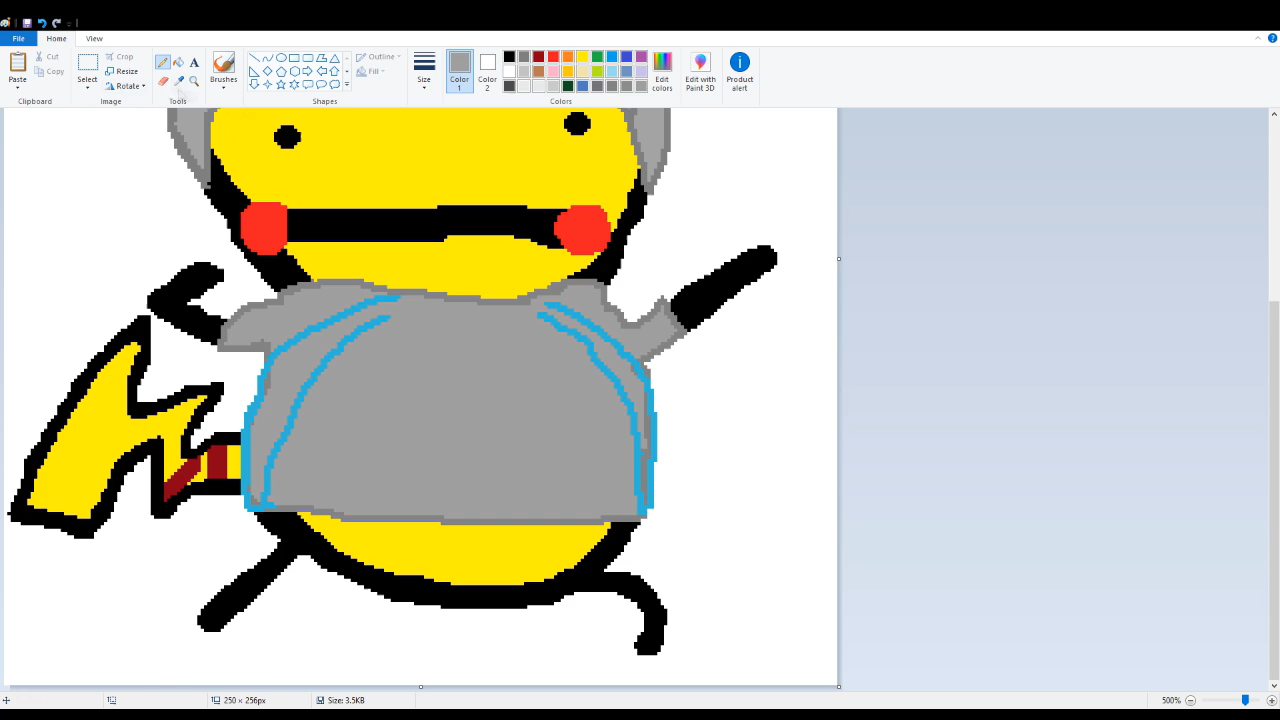 File Home View
Paste Cut Copy Clipboard
Select Crop Resize Rotate Image
A Tools
Brushes
Outline Fill Shapes
Size
Color 1 Color 2 Edit colors Colors
Edit with Paint 3D
Product alert
250 × 256px Size: 3.5KB 500%